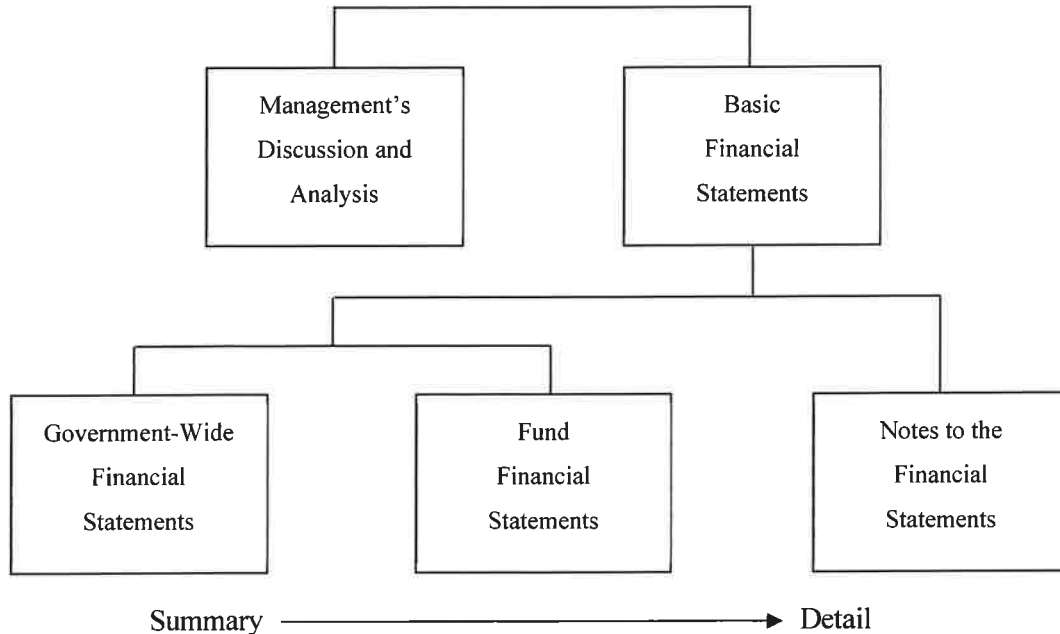 Management's
Discussion and
Analysis
Basic
Financial
Statements
Government-Wide
Financial
Statements
Fund
Financial
Statements
Notes to the
Financial
Statements
Summary
Detail